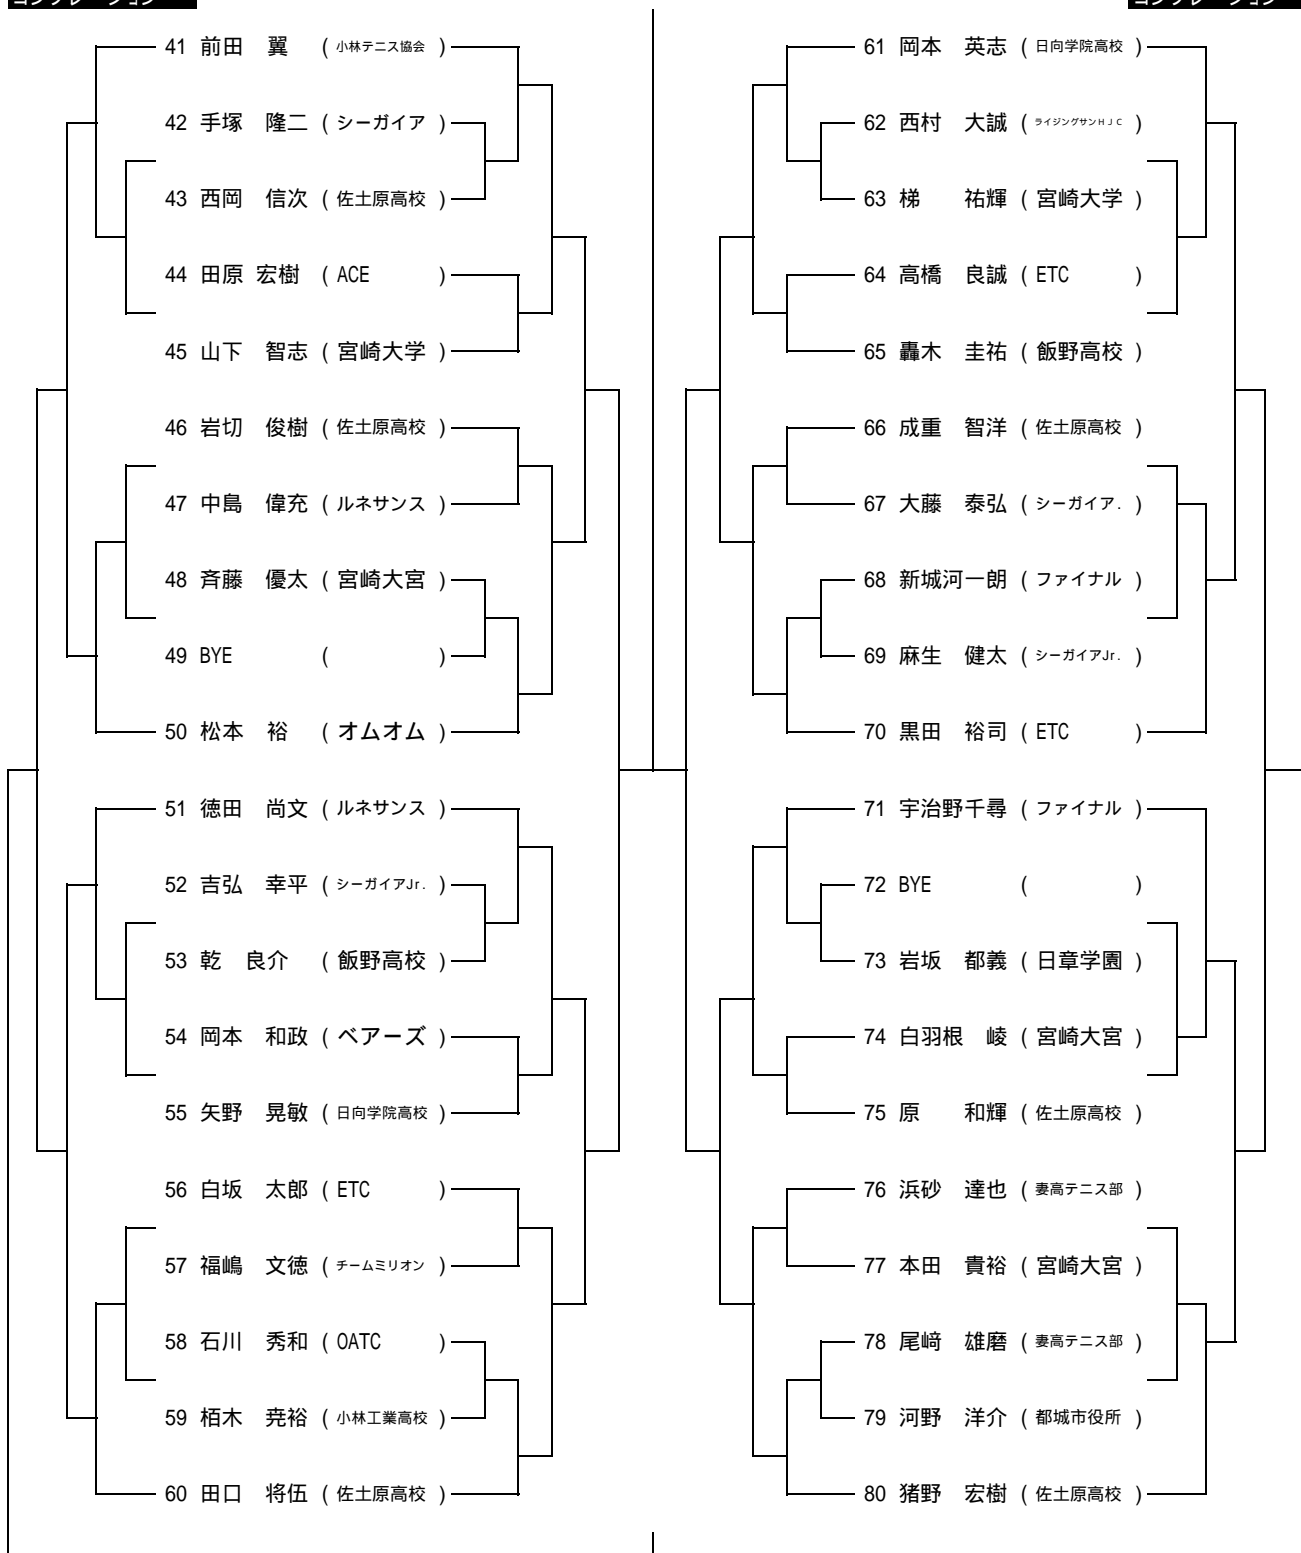 コンソレーション
コンソレーション
41 前田 翼 ( 小林テニス協会 )
42 手塚 隆二 ( シーガイア )
43 西岡 信次 ( 佐土原高校 )
44 田原 宏樹 ( ACE )
45 山下 智志 ( 宮崎大学 )
46 岩切 俊樹 ( 佐土原高校 )
47 中島 偉充 ( ルネサンス )
48 斉藤 優太 ( 宮崎大宮 )
49 BYE ( )
50 松本 裕 ( オムオム )
51 徳田 尚文 ( ルネサンス )
52 吉弘 幸平 ( シーガイアJr. )
53 乾 良介 ( 飯野高校 )
54 岡本 和政 ( ベアーズ )
55 矢野 晃敏 ( 日向学院高校 )
56 白坂 太郎 ( ETC )
57 福嶋 文徳 ( チームミリオン )
58 石川 秀和 ( OATC )
59 栢木 尭裕 ( 小林工業高校 )
60 田口 将伍 ( 佐土原高校 )
61 岡本 英志 ( 日向学院高校 )
62 西村 大誠 ( ライジングサンHJC )
63 梯 祐輝 ( 宮崎大学 )
64 高橋 良誠 ( ETC )
65 轟木 圭祐 ( 飯野高校 )
66 成重 智洋 ( 佐土原高校 )
67 大藤 泰弘 ( シーガイア. )
68 新城河一朗 ( ファイナル )
69 麻生 健太 ( シーガイアJr. )
70 黒田 裕司 ( ETC )
71 宇治野千尋 ( ファイナル )
72 BYE ( )
73 岩坂 都義 ( 日章学園 )
74 白羽根 崚 ( 宮崎大宮 )
75 原 和輝 ( 佐土原高校 )
76 浜砂 達也 ( 妻高テニス部 )
77 本田 貴裕 ( 宮崎大宮 )
78 尾﨑 雄磨 ( 妻高テニス部 )
79 河野 洋介 ( 都城市役所 )
80 猪野 宏樹 ( 佐土原高校 )